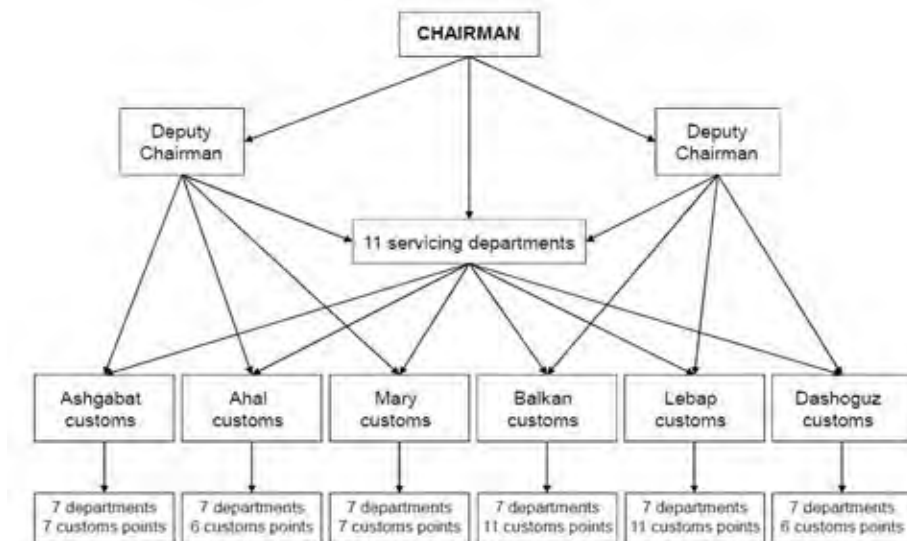 CHAIRMAN
Deputy
Chairman
Deputy
Chairman
11 servicing departments
Ashgabat
customs
Ahal
customs
Mary
customs
Balkan
customs
Lebap
customs
Dashoguz
customs
7 departments
7 customs points
7 departments
6 customs points
7 departments
7 customs points
7 departments
11 customs points
7 departments
11 customs points
7 departments
6 customs points